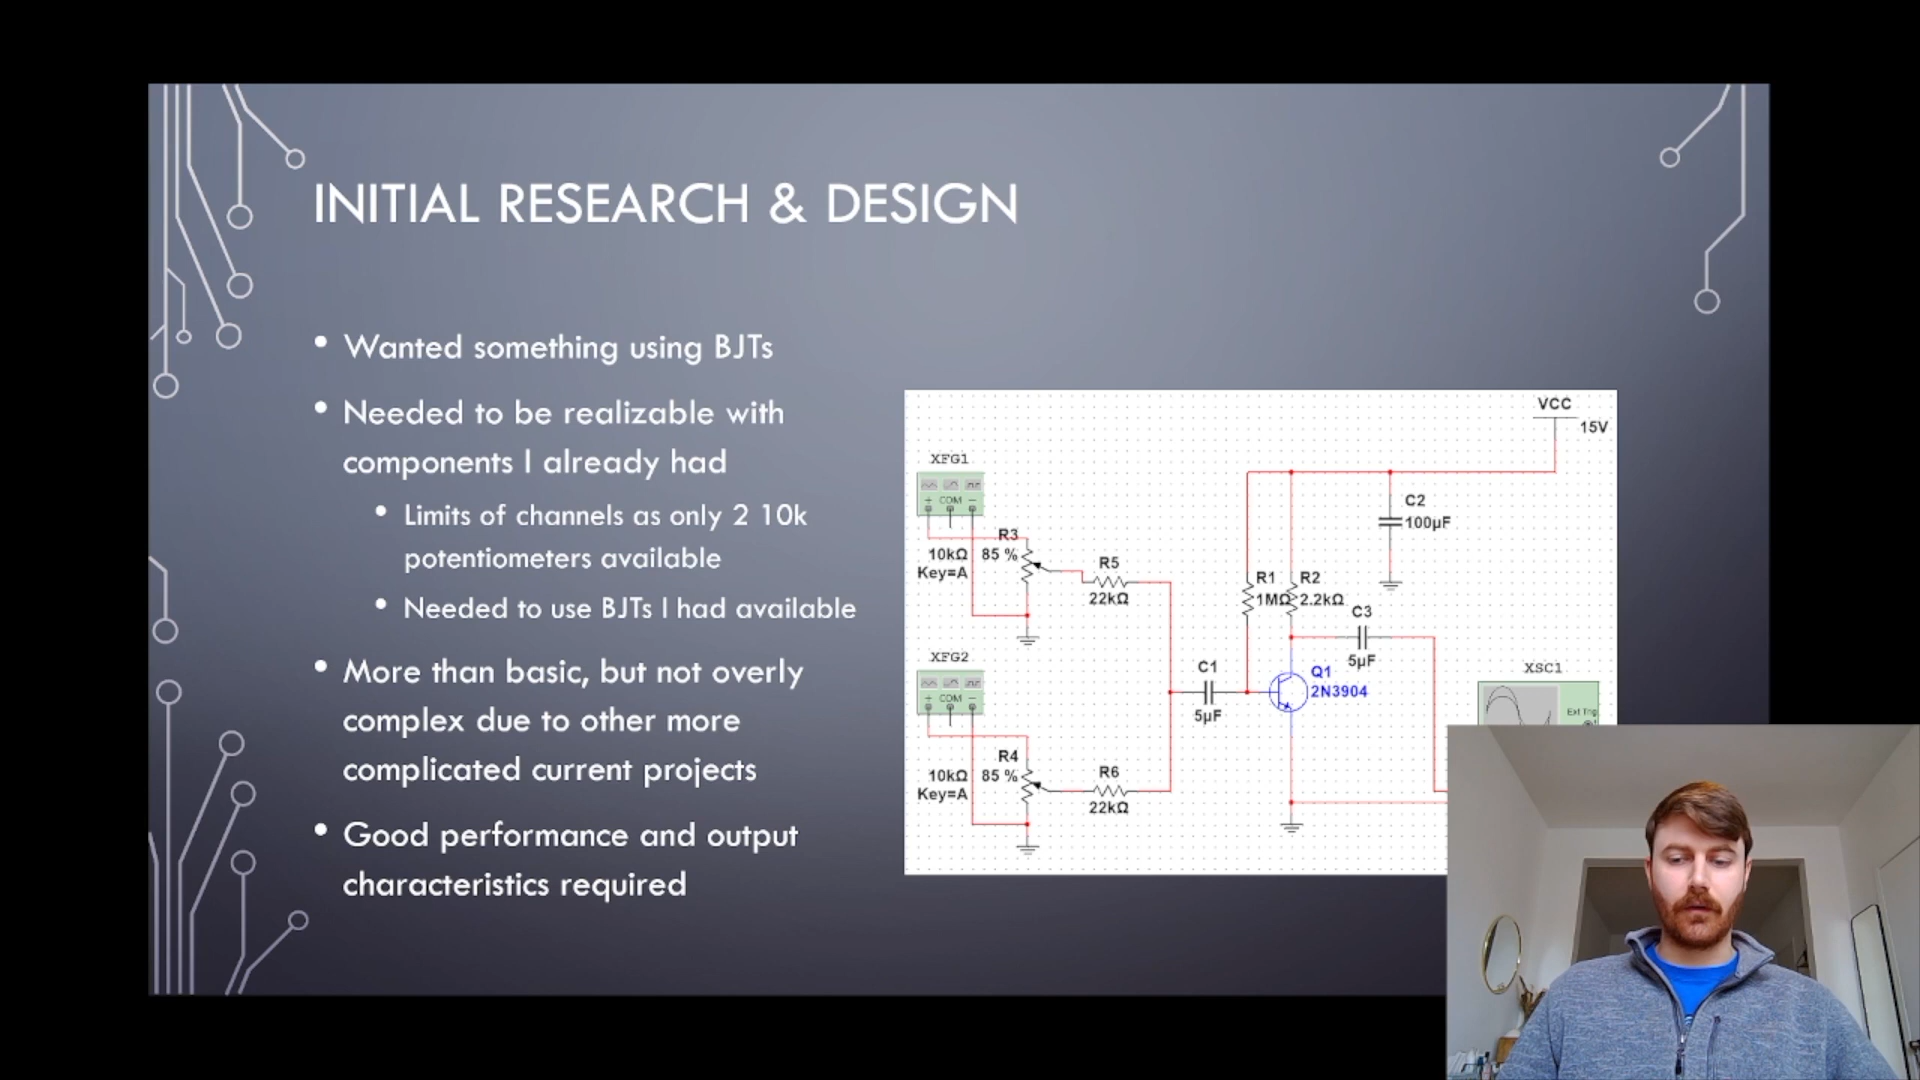 INITIAL RESEARCH & DESIGN
• Wanted something using BJTs
• Needed to be realizable with
components I already had
• Limits of channels as only 2 10k
potentiometers available
• Needed to use BJTs I had available
• More than basic, but not overly
complex due to other more
complicated current projects
• Good performance and output
characteristics required
VCC
15V
XFG1
+ COM −
R3
10kΩ 85 %
Key=A
R5
22kΩ
C2
100µF
R1
1MΩ
R2
2.2kΩ
C3
5µF
XFG2
+ COM −
R4
10kΩ 85 %
Key=A
R6
22kΩ
C1
5µF
Q1
2N3904
XSC1
Ext Trig